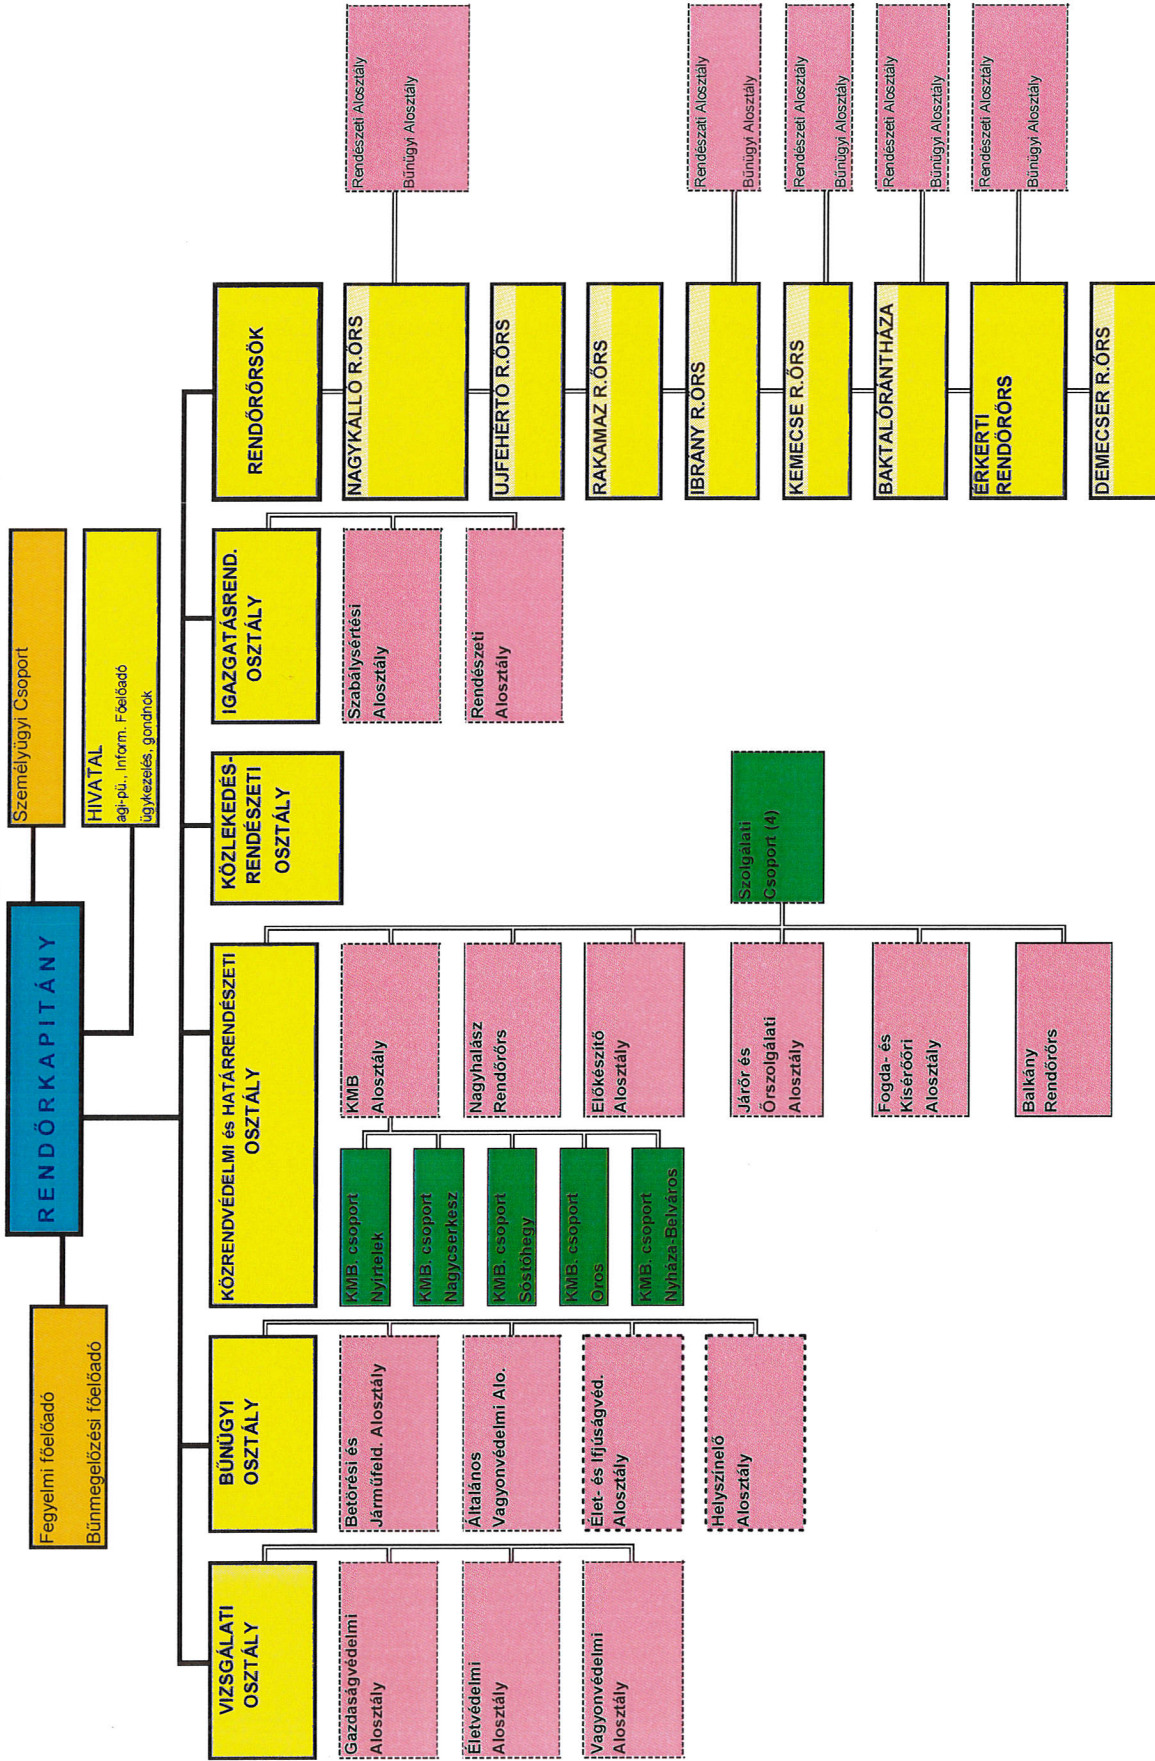 RENDŐRKAPITÁNY
Fegyelmi főelőadó
Bűnmegelőzési főelőadó
Személyügyi Csoport
HIVATAL
agi-pü., Inform. Főelőadó
ügykezelés, gondnok
VIZSGÁLATI
OSZTÁLY
Gazdaságvédelmi
Alosztály
Életvédelmi
Alosztály
Vagyonvédelmi
Alosztály
BŰNÜGYI
OSZTÁLY
Betörési és
Járműfeld. Alosztály
Általános
Vagyonvédelmi Alo.
Élet- és Ifjúságvéd.
Alosztály
Helyszínelő
Alosztály
KÖZRENDVÉDELMI és HATÁRRENDÉSZETI
OSZTÁLY
KMB
Alosztály
KMB. csoport
Nyirtelek
KMB. csoport
Nagycserkesz
KMB. csoport
Sóstóhegy
KMB. csoport
Oros
KMB. csoport
Nyháza-Belváros
Nagyhalász
Rendőrőrs
Előkészítő
Alosztály
Járőr és
Őrszolgálati
Alosztály
Fogda- és
Kísérőőri
Alosztály
Balkány
Rendőrőrs
Szolgálati
Csoport (4)
KÖZLEKEDÉS-
RENDÉSZETI
OSZTÁLY
IGAZGATÁSREND.
OSZTÁLY
Szabálysértési
Alosztály
Rendészeti
Alosztály
RENDŐRŐRSÖK
NAGYKÁLLÓ R.ŐRS
Rendészeti Alosztály
Bűnügyi Alosztály
UJFEHÉRTÓ R.ŐRS
RAKAMAZ R.ŐRS
IBRÁNY R.ŐRS
Rendészati Alosztály
Bűnügyi Alosztály
KEMECSE R.ŐRS
Rendészeti Alosztály
Bűnügyi Alosztály
BAKTALÓRÁNTHÁZA
Rendészeti Alosztály
Bűnügyi Alosztály
ÉRKERTI
RENDŐRŐRS
Rendészeti Alosztály
Bűnügyi Alosztály
DEMECSER R.ŐRS